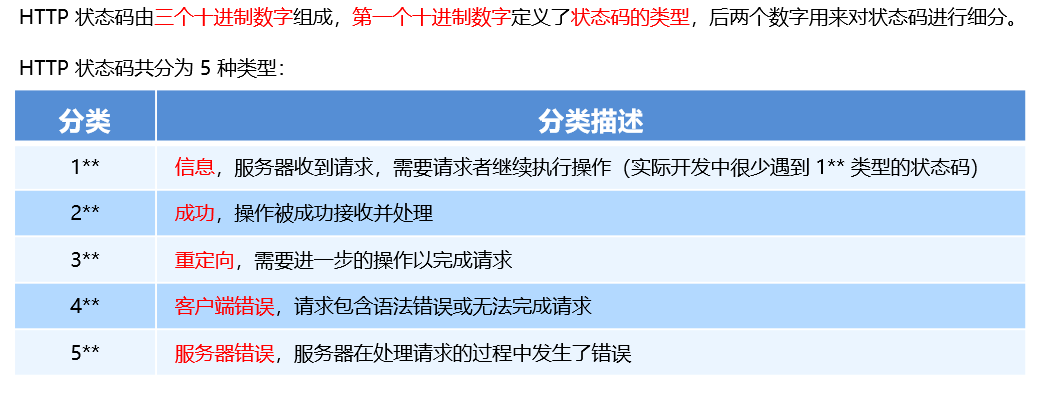 HTTP 状态码由三个十进制数字组成，第一个十进制数字定义了状态码的类型，后两个数字用来对状态码进行细分。
HTTP 状态码共分为 5 种类型：
分类 分类描述
1** 信息，服务器收到请求，需要请求者继续执行操作（实际开发中很少遇到 1** 类型的状态码）
2** 成功，操作被成功接收并处理
3** 重定向，需要进一步的操作以完成请求
4** 客户端错误，请求包含语法错误或无法完成请求
5** 服务器错误，服务器在处理请求的过程中发生了错误